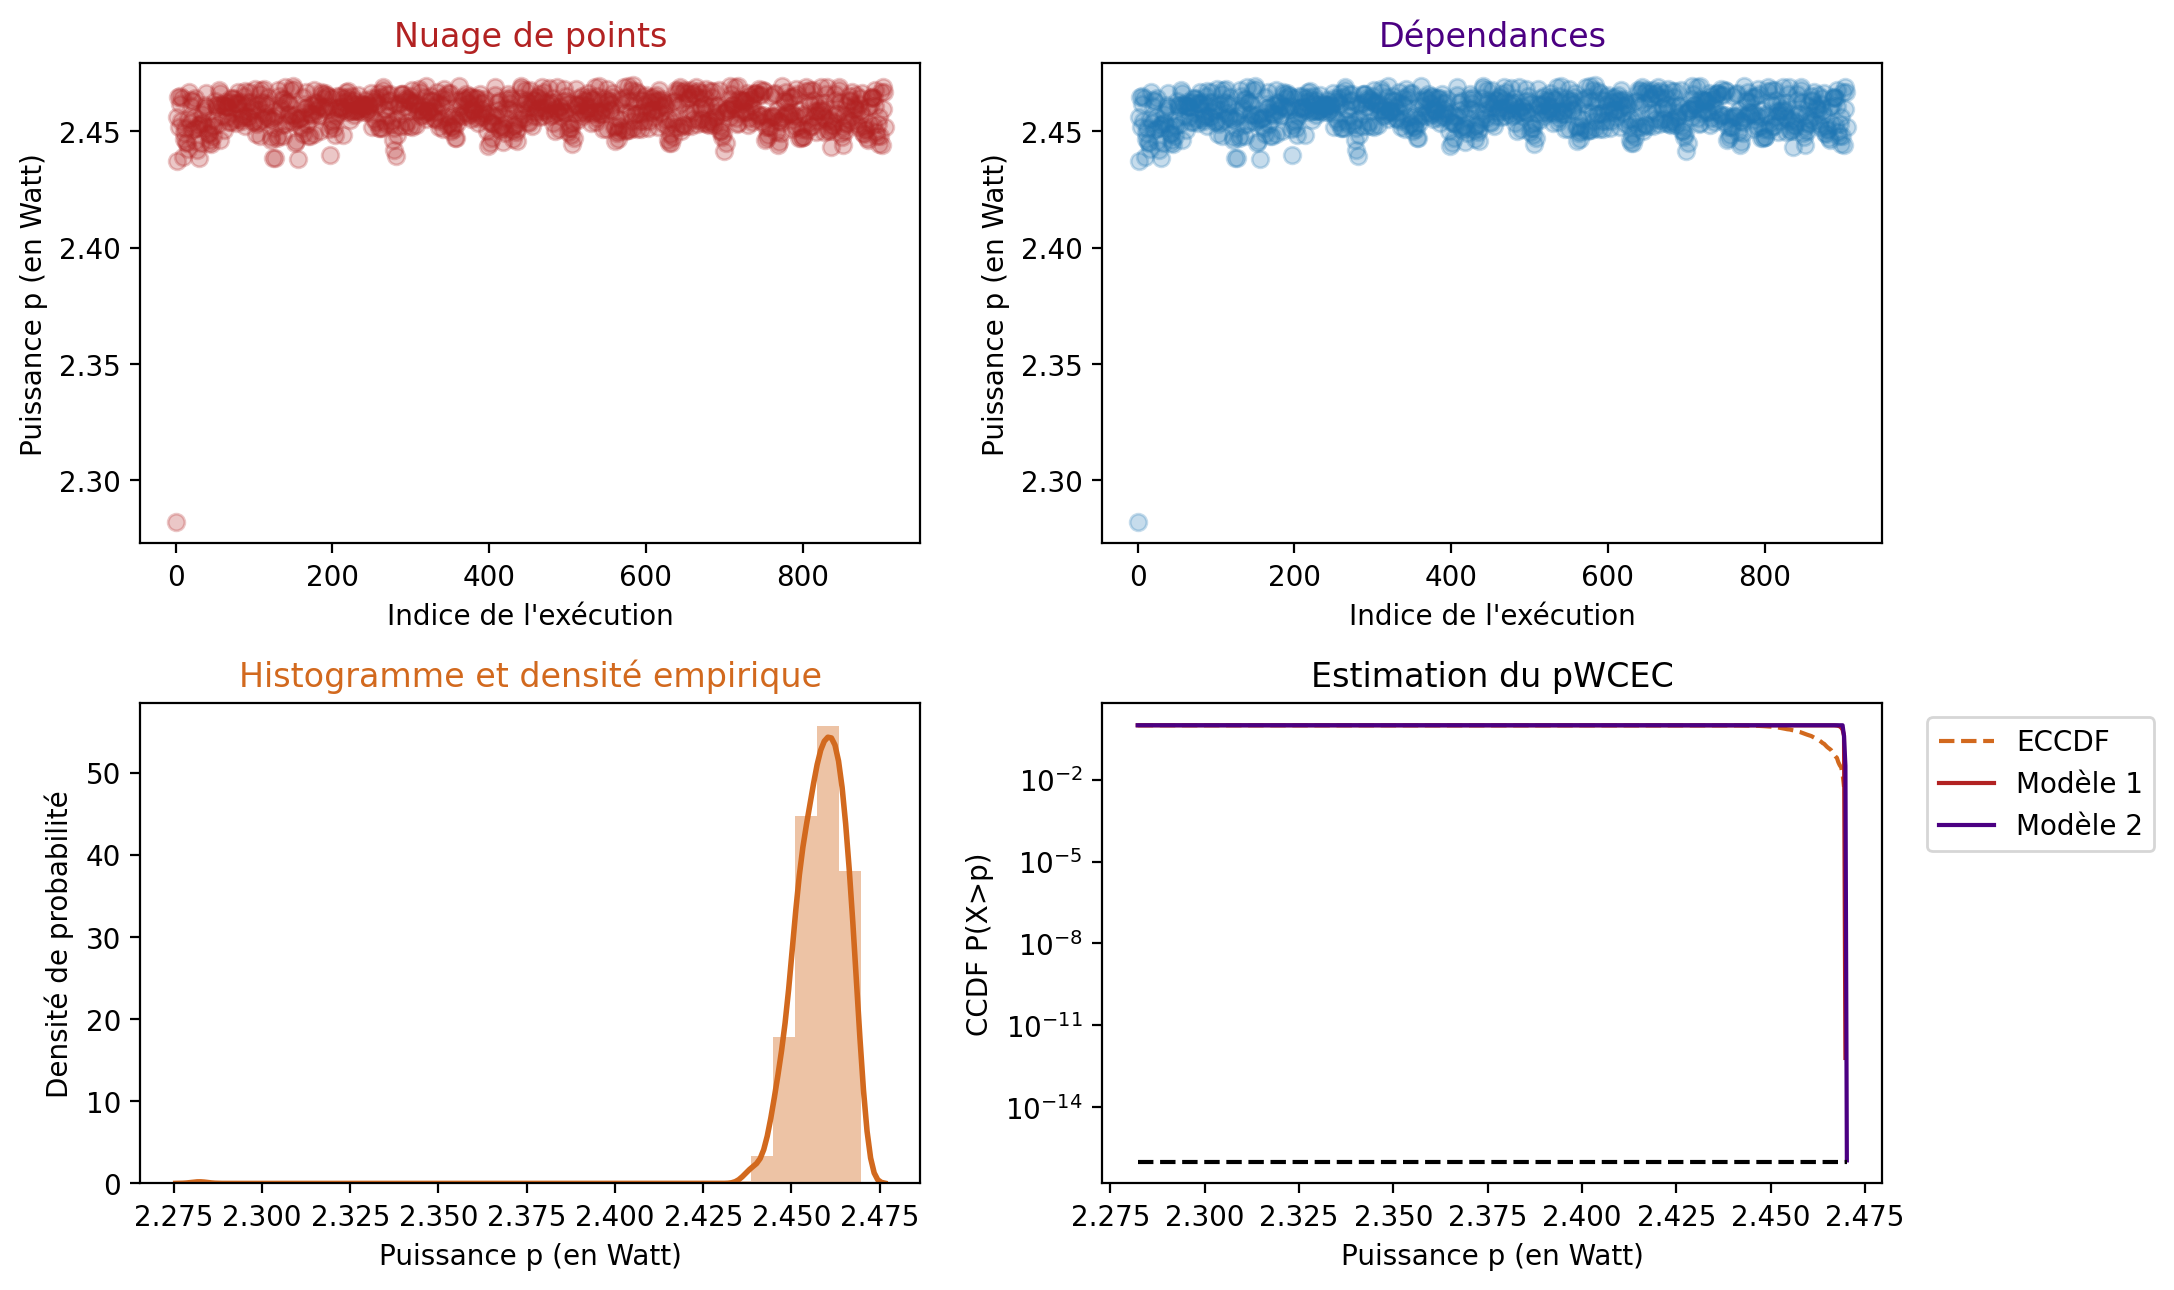 Nuage de points
Puissance p (en Watt)
2.45
2.40
2.35
2.30
0 200 400 600 800
Indice de l'exécution
Dépendances
Puissance p (en Watt)
2.45
2.40
2.35
2.30
0 200 400 600 800
Indice de l'exécution
Histogramme et densité empirique
Densité de probabilité
50
40
30
20
10
0
2.275 2.300 2.325 2.350 2.375 2.400 2.425 2.450 2.475
Puissance p (en Watt)
Estimation du pWCEC
CCDF P(X>p)
10⁻²
10⁻⁵
10⁻⁸
10⁻¹¹
10⁻¹⁴
2.275 2.300 2.325 2.350 2.375 2.400 2.425 2.450 2.475
Puissance p (en Watt)
ECCDF
Modèle 1
Modèle 2